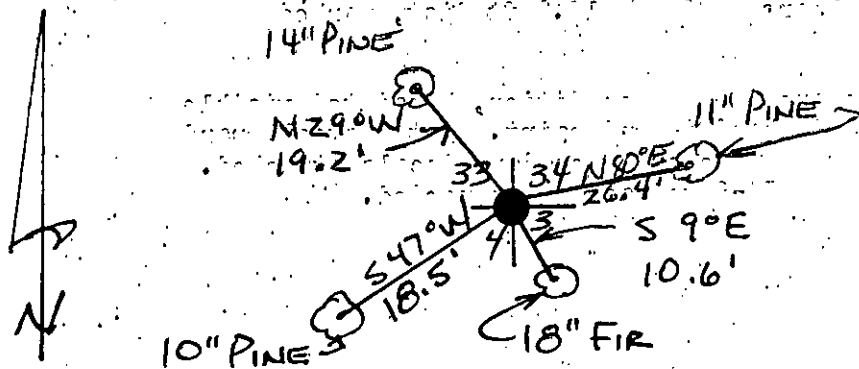 14" PINE
N 29° W
19.2'
11" PINE
33
34
N 80° E
26.4'
S 47° W
18.5'
4
3
S 9° E
10.6'
10" PINE
18" FIR
N